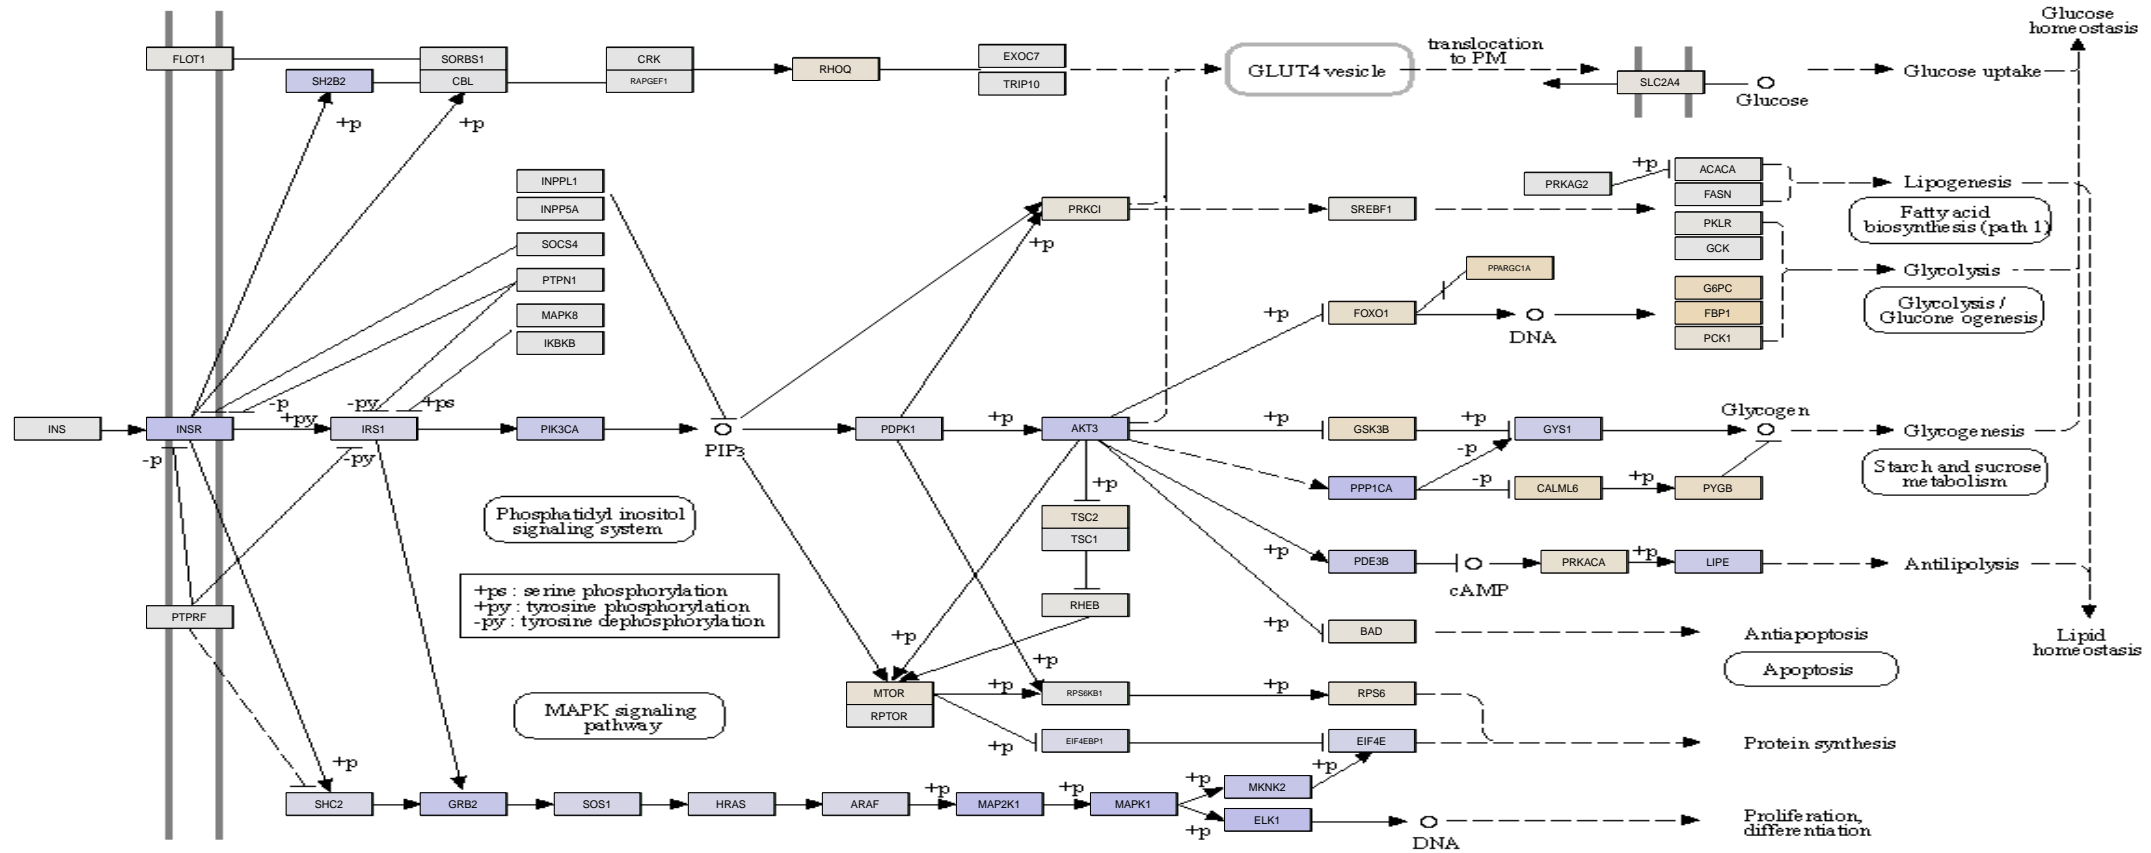 Glucose
homeostasis
FLOT1
SORBS1
CRK
EXOC7
translocation
to PM
SH2B2
CBL
RAPGEF1
RHOQ
TRIP10
GLUT4 vesicle
SLC2A4
Glucose
Glucose uptake
+p
+p
INPPL1
INPP5A
SOCS4
PTPN1
MAPK8
IKBKB
PRKCI
+p
SREBF1
PRKAG2
+p
ACACA
FASN
PKLR
GCK
Lipogenesis
Fatty acid
biosynthesis (path 1)
PPARGC1A
G6PC
FBP1
PCK1
Glycolysis
Glycolysis /
Glucone ogenesis
+p
FOXO1
DNA
-p
+py
-py
+ps
INS
INSR
IRS1
PIK3CA
PIP3
PDPK1
+p
AKT3
+p
GSK3B
+p
GYS1
Glycogen
Glycogenesis
-p
-py
-p
PPP1CA
-p
CALML6
+p
PYGB
Starch and sucrose
metabolism
Phosphatidyl inositol
signaling system
+p
TSC2
TSC1
+p
PDE3B
cAMP
PRKACA
+p
LIPE
Antilipolysis
+ps : serine phosphorylation
+py : tyrosine phosphorylation
-py : tyrosine dephosphorylation
PTPRF
RHEB
+p
+p
BAD
Antiapoptosis
Apoptosis
Lipid
homeostasis
+p
MTOR
RPTOR
+p
RPS6KB1
+p
RPS6
MAPK signaling
pathway
+p
EIF4EBP1
EIF4E
Protein synthesis
+p
SHC2
GRB2
SOS1
HRAS
ARAF
+p
MAP2K1
+p
MAPK1
+p
MKNK2
+p
+p
ELK1
DNA
Proliferation,
differentiation